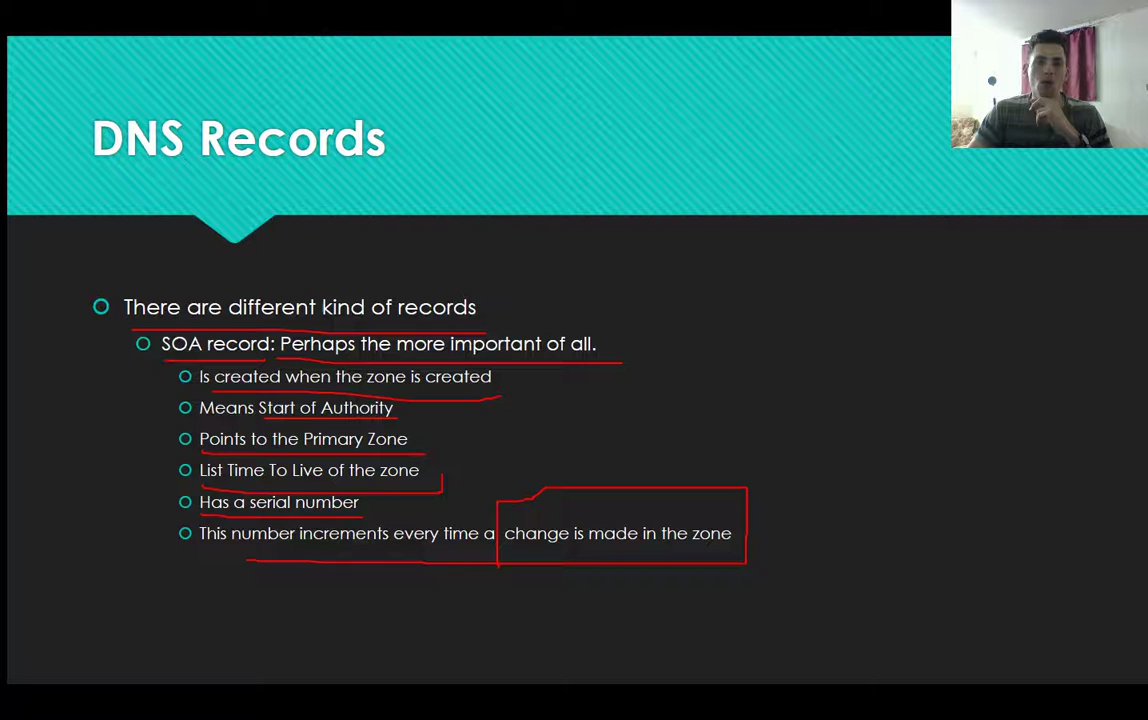 DNS Records
There are different kind of records
SOA record: Perhaps the more important of all.
Is created when the zone is created
Means Start of Authority
Points to the Primary Zone
List Time To Live of the zone
Has a serial number
This number increments every time a change is made in the zone